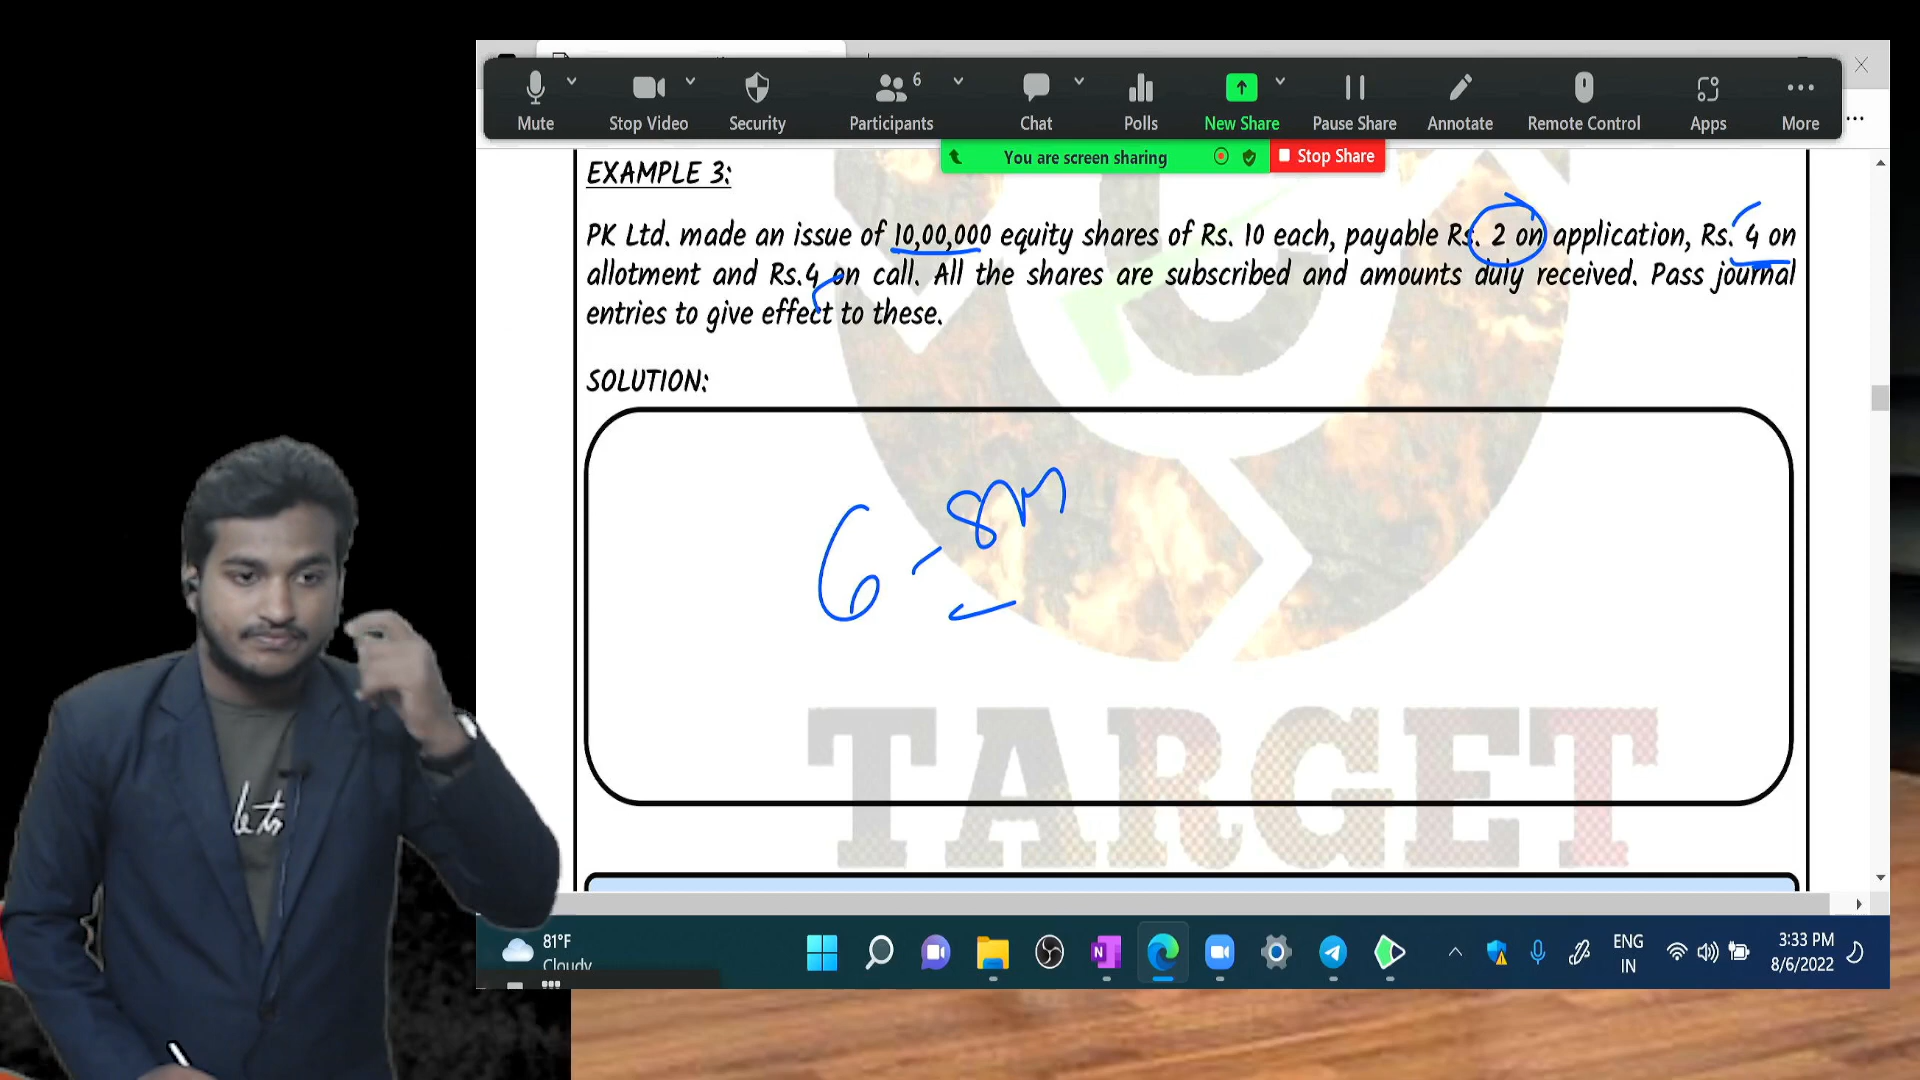 6
Mute
Stop Video
Security
Participants
Chat
Polls
New Share
Pause Share
Annotate
Remote Control
Apps
More
You are screen sharing
Stop Share
EXAMPLE 3:
PK Ltd. made an issue of 10,00,000 equity shares of Rs. 10 each, payable Rs. 2 on application, Rs. 4 on
allotment and Rs.4 on call. All the shares are subscribed and amounts duly received. Pass journal
entries to give effect to these.
SOLUTION:
6 - 8m
TARGET
81°F
Cloudy
ENG
IN
3:33 PM
8/6/2022